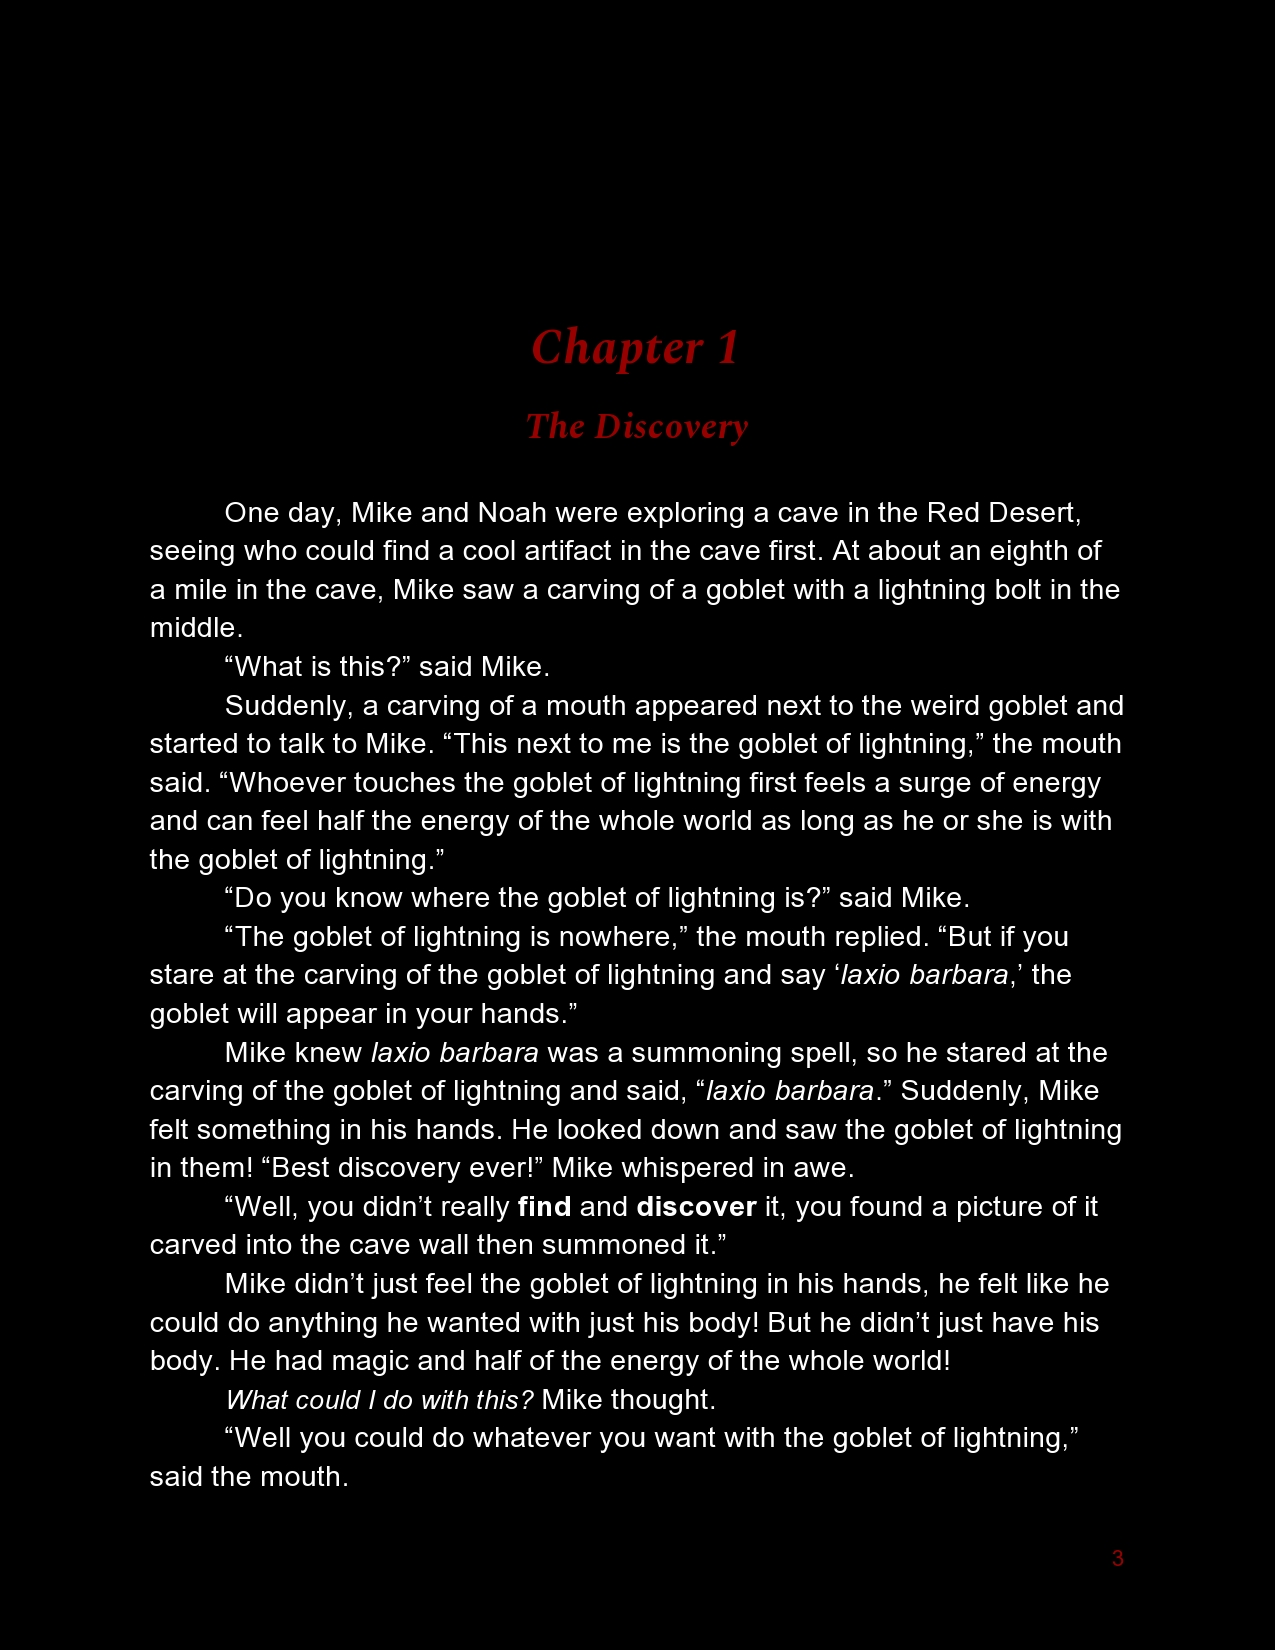 Chapter 1
The Discovery
One day, Mike and Noah were exploring a cave in the Red Desert,
seeing who could find a cool artifact in the cave first. At about an eighth of
a mile in the cave, Mike saw a carving of a goblet with a lightning bolt in the
middle.
“What is this?” said Mike.
Suddenly, a carving of a mouth appeared next to the weird goblet and
started to talk to Mike. “This next to me is the goblet of lightning,” the mouth
said. “Whoever touches the goblet of lightning first feels a surge of energy
and can feel half the energy of the whole world as long as he or she is with
the goblet of lightning.”
“Do you know where the goblet of lightning is?” said Mike.
“The goblet of lightning is nowhere,” the mouth replied. “But if you
stare at the carving of the goblet of lightning and say ‘laxio barbara,’ the
goblet will appear in your hands.”
Mike knew laxio barbara was a summoning spell, so he stared at the
carving of the goblet of lightning and said, “laxio barbara.” Suddenly, Mike
felt something in his hands. He looked down and saw the goblet of lightning
in them! “Best discovery ever!” Mike whispered in awe.
“Well, you didn’t really find and discover it, you found a picture of it
carved into the cave wall then summoned it.”
Mike didn’t just feel the goblet of lightning in his hands, he felt like he
could do anything he wanted with just his body! But he didn’t just have his
body. He had magic and half of the energy of the whole world!
What could I do with this? Mike thought.
“Well you could do whatever you want with the goblet of lightning,”
said the mouth.
3